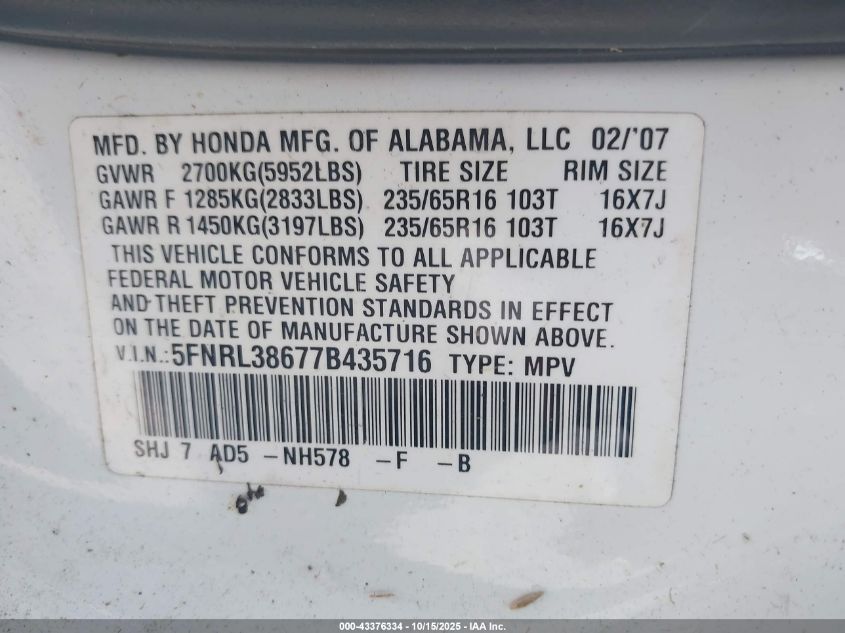 MFD. BY HONDA MFG. OF ALABAMA, LLC 02/'07
GVWR 2700KG(5952LBS) TIRE SIZE RIM SIZE
GAWR F 1285KG(2833LBS) 235/65R16 103T 16X7J
GAWR R 1450KG(3197LBS) 235/65R16 103T 16X7J
THIS VEHICLE CONFORMS TO ALL APPLICABLE
FEDERAL MOTOR VEHICLE SAFETY
AND THEFT PREVENTION STANDARDS IN EFFECT
ON THE DATE OF MANUFACTURE SHOWN ABOVE.
V.I.N.: 5FNRL38677B435716 TYPE: MPV
SHJ 7 AD5 -NH578 -F -B
000-43376334 - 10/15/2025 - IAA Inc.